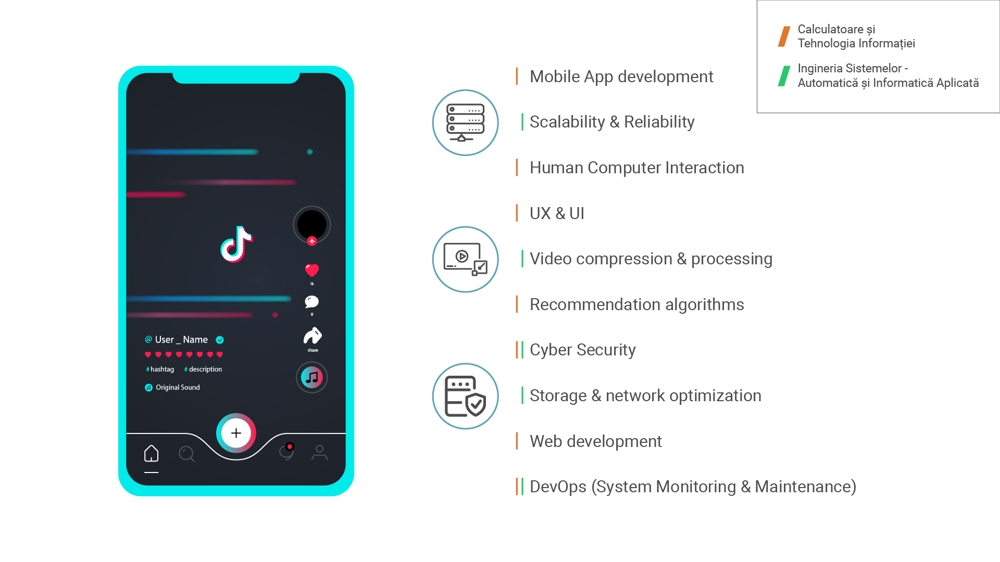 Calculatoare și
Tehnologia Informației
Ingineria Sistemelor -
Automatică și Informatică Aplicată
Mobile App development
Scalability & Reliability
Human Computer Interaction
UX & UI
Video compression & processing
Recommendation algorithms
Cyber Security
Storage & network optimization
Web development
DevOps (System Monitoring & Maintenance)
1k
8
share
@ User _ Name
#hashtag #description
Original Sound